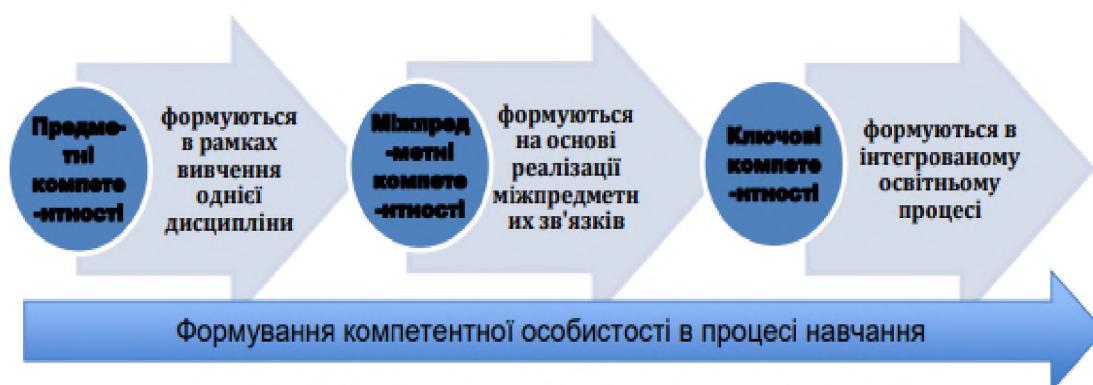 Предме-
тні
компете
-нтності
формуються
в рамках
вивчення
однієї
дисципліни
Міжпред
-метні
компете
-нтності
формуються
на основі
реалізації
міжпредметн
их зв'язків
Ключові
компете
-нтності
формуються в
інтегрованому
освітньому
процесі
Формування компетентної особистості в процесі навчання